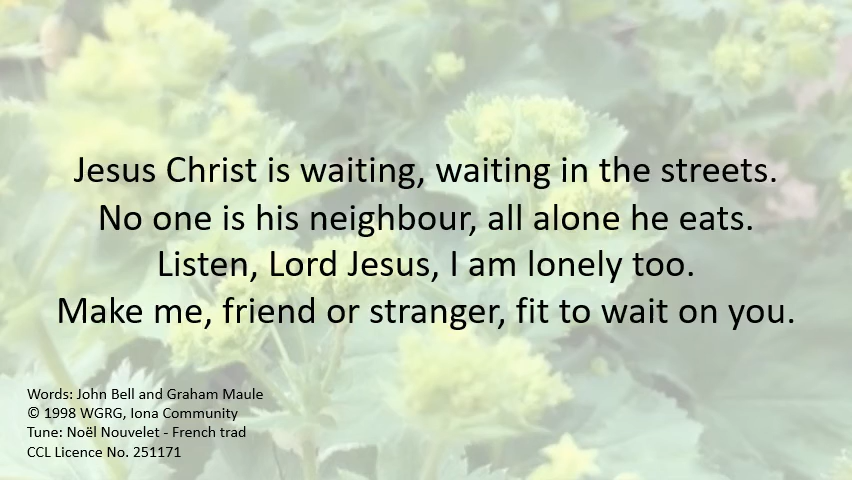 Jesus Christ is waiting, waiting in the streets.
No one is his neighbour, all alone he eats.
Listen, Lord Jesus, I am lonely too.
Make me, friend or stranger, fit to wait on you.
Words: John Bell and Graham Maule
© 1998 WGRG, Iona Community
Tune: Noël Nouvelet - French trad
CCL Licence No. 251171